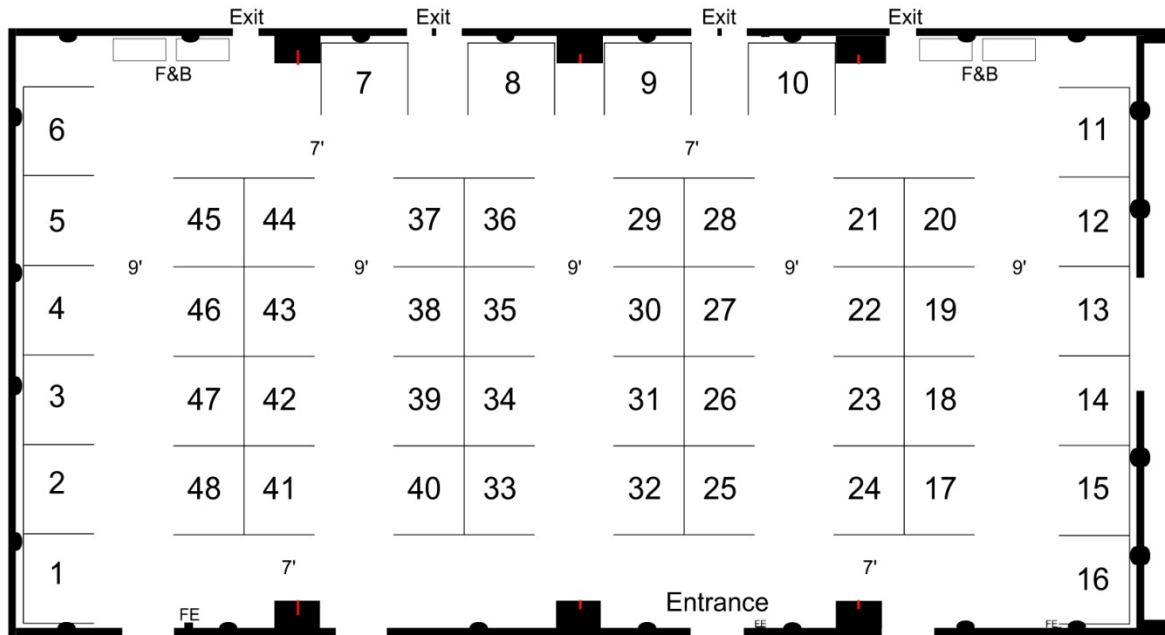 Exit Exit Exit Exit
F&B 7 8 9 10 F&B
6 11
7' 7'
5 45 44 37 36 29 28 21 20 12
9' 9' 9' 9' 9'
4 46 43 38 35 30 27 22 19 13
3 47 42 39 34 31 26 23 18 14
2 48 41 40 33 32 25 24 17 15
1 7' 7' 16
Entrance
FE EE FE